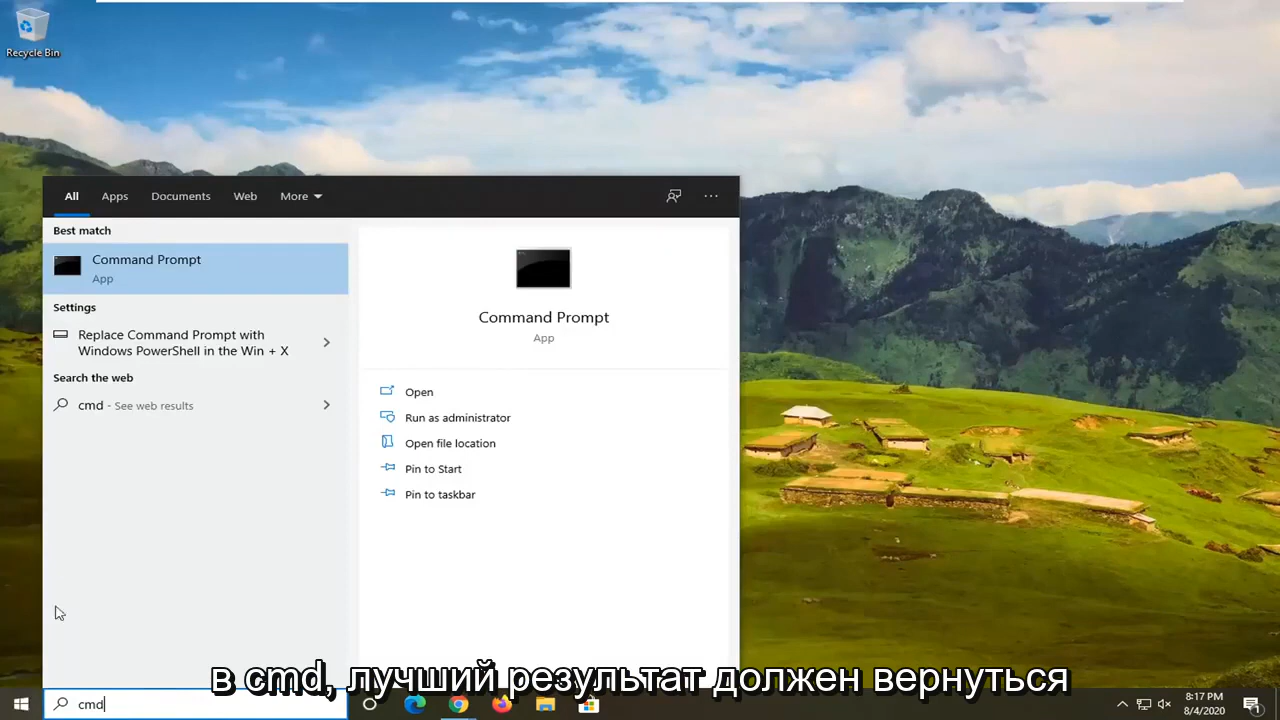 Recycle Bin
All Apps Documents Web More
Best match
Command Prompt
App
Settings
Replace Command Prompt with
Windows PowerShell in the Win + X
Search the web
cmd - See web results
Command Prompt
App
Open
Run as administrator
Open file location
Pin to Start
Pin to taskbar
в cmd, лучший результат должен вернуться
cmd
8:17 PM
8/4/2020
1